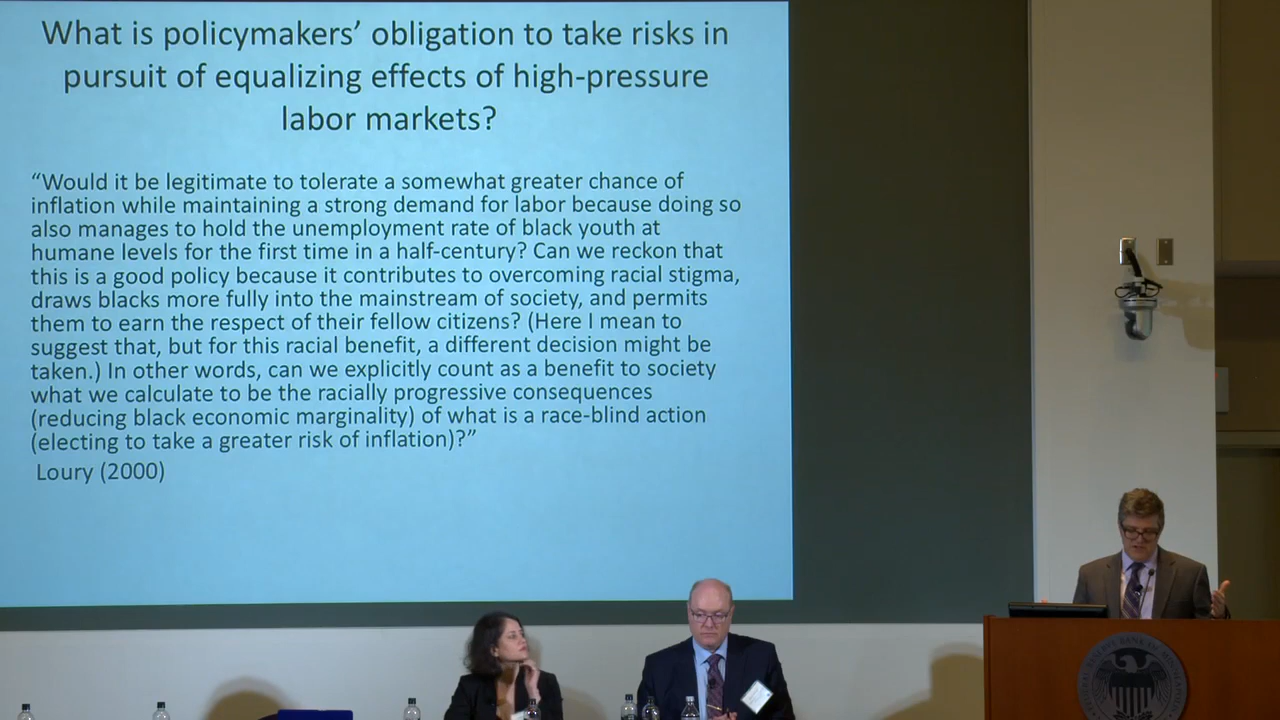 What is policymakers’ obligation to take risks in
pursuit of equalizing effects of high-pressure
labor markets?
“Would it be legitimate to tolerate a somewhat greater chance of
inflation while maintaining a strong demand for labor because doing so
also manages to hold the unemployment rate of black youth at
humane levels for the first time in a half-century? Can we reckon that
this is a good policy because it contributes to overcoming racial stigma,
draws blacks more fully into the mainstream of society, and permits
them to earn the respect of their fellow citizens? (Here I mean to
suggest that, but for this racial benefit, a different decision might be
taken.) In other words, can we explicitly count as a benefit to society
what we calculate to be the racially progressive consequences
(reducing black economic marginality) of what is a race-blind action
(electing to take a greater risk of inflation)?”
Loury (2000)
FEDERAL RESERVE BANK OF